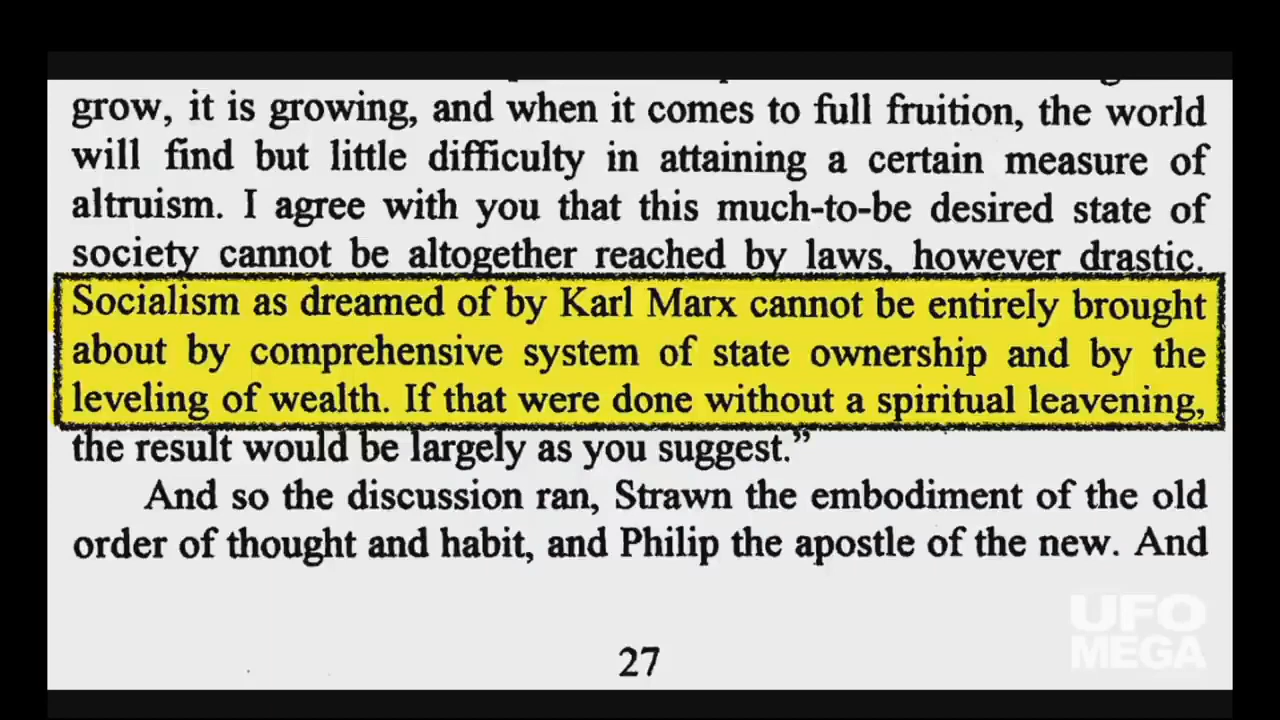 grow, it is growing, and when it comes to full fruition, the world
will find but little difficulty in attaining a certain measure of
altruism. I agree with you that this much-to-be desired state of
society cannot be altogether reached by laws, however drastic.
Socialism as dreamed of by Karl Marx cannot be entirely brought
about by comprehensive system of state ownership and by the
leveling of wealth. If that were done without a spiritual leavening,
the result would be largely as you suggest.”
And so the discussion ran, Strawn the embodiment of the old
order of thought and habit, and Philip the apostle of the new. And
27
UFO
MEGA